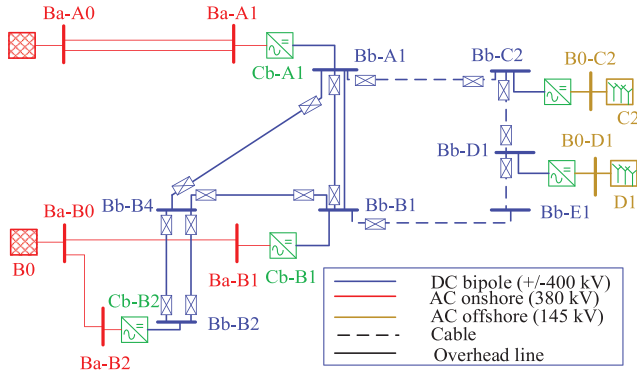 Ba-A0
Ba-A1
Cb-A1
Bb-A1
Bb-C2
B0-C2
C2
B0-D1
Bb-D1
D1
Bb-B4
Bb-B1
Bb-E1
Ba-B0
B0
Ba-B1
Cb-B1
Cb-B2
Bb-B2
Ba-B2
DC bipole (+/-400 kV)
AC onshore (380 kV)
AC offshore (145 kV)
Cable
Overhead line